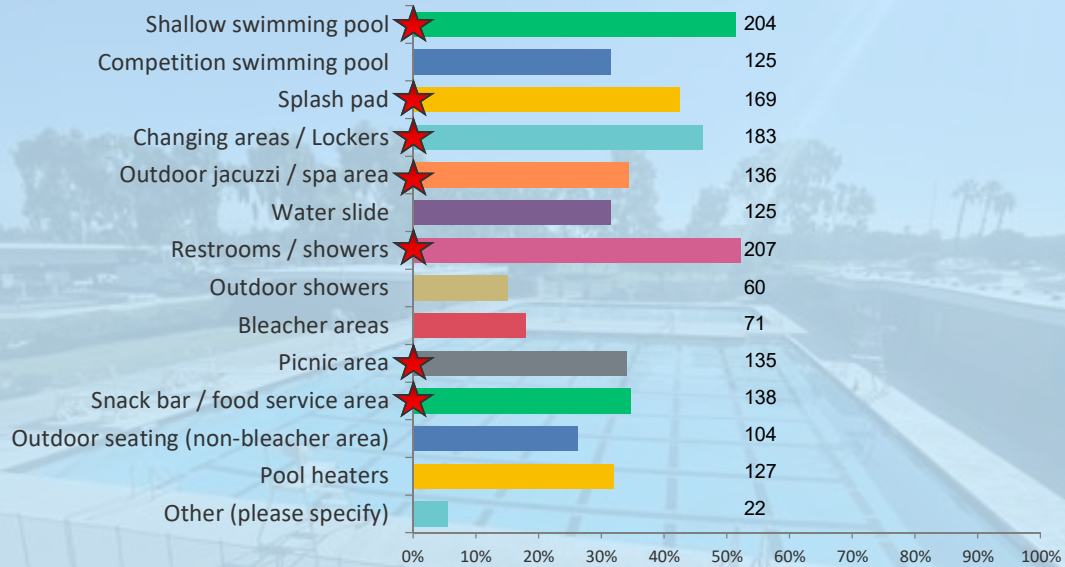 Shallow swimming pool 204
Competition swimming pool 125
Splash pad 169
Changing areas / Lockers 183
Outdoor jacuzzi / spa area 136
Water slide 125
Restrooms / showers 207
Outdoor showers 60
Bleacher areas 71
Picnic area 135
Snack bar / food service area 138
Outdoor seating (non-bleacher area) 104
Pool heaters 127
Other (please specify) 22
0% 10% 20% 30% 40% 50% 60% 70% 80% 90% 100%